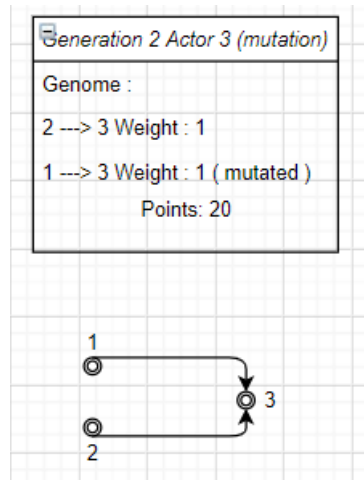 Generation 2 Actor 3 (mutation)
Genome :
2 ---> 3 Weight : 1
1 ---> 3 Weight : 1 ( mutated )
Points: 20
1
3
2